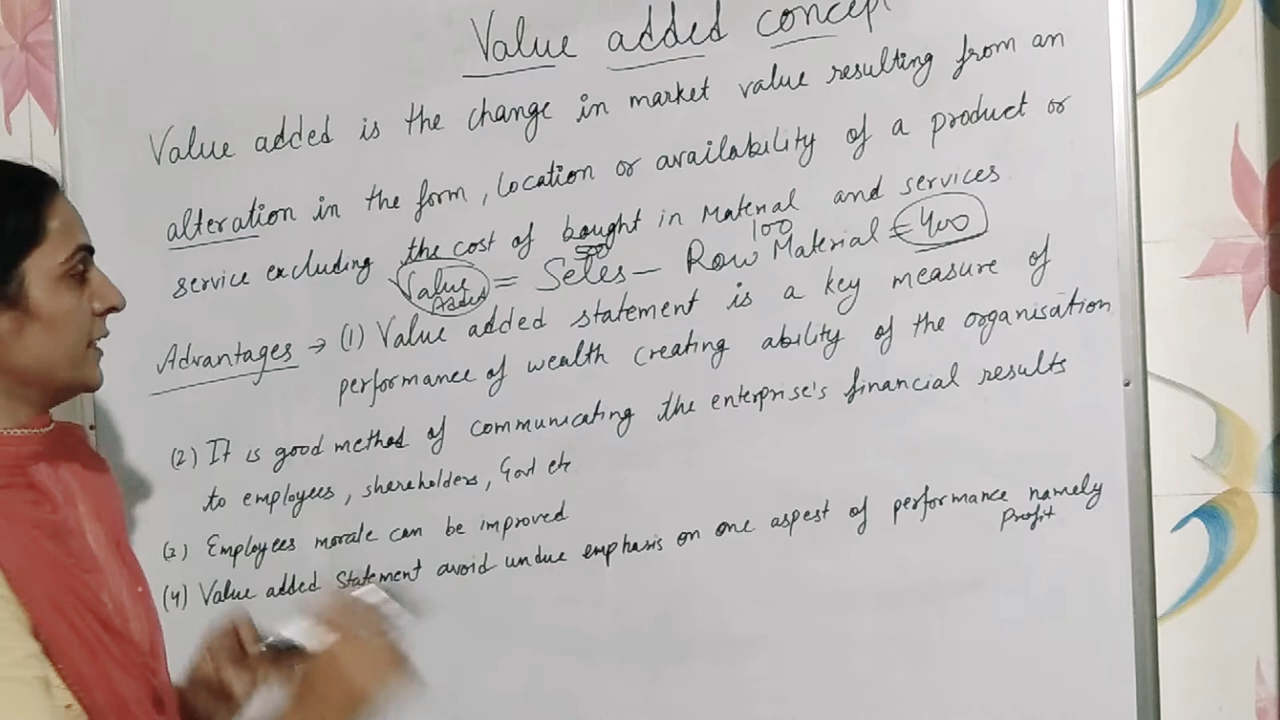 Value added concept
Value added is the change in market value resulting from an
alteration in the form, location or availability of a product or
service excluding the cost of bought in Material and services
500 100
Value Added = Seles - Row Material = 400
Advantages → (1) Value added statement is a key measure of
performance of wealth creating ability of the organisation
(2) It is good method of communicating the enterprise's financial results
to employees, shareholders, Govt etc
(3) Employees morale can be improved
(4) Value added Statement avoid undue emphasis on one aspest of performance namely
Profit